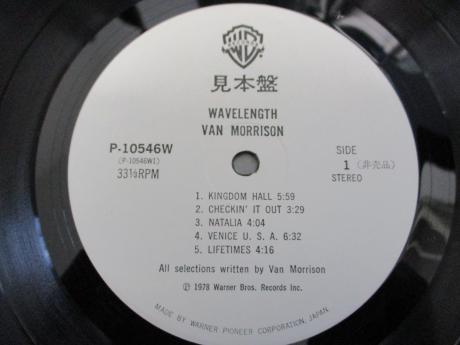 見本盤
WAVELENGTH
VAN MORRISON
P-10546W
(P-10546W1)
33⅓RPM
SIDE
1 (非売品)
STEREO
1. KINGDOM HALL 5:59
2. CHECKIN' IT OUT 3:29
3. NATALIA 4:04
4. VENICE U. S. A. 6:32
5. LIFETIMES 4:16
All selections written by Van Morrison
Ⓟ 1978 Warner Bros. Records Inc.
MADE BY WARNER PIONEER CORPORATION, JAPAN